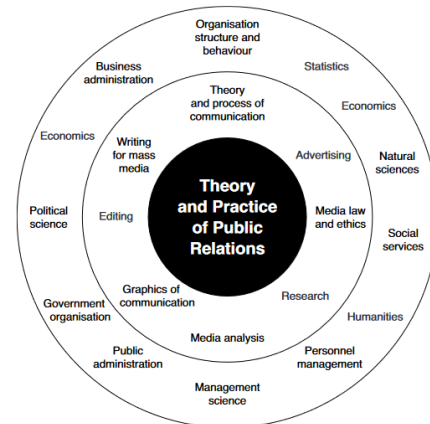 Organisation
structure and
behaviour
Statistics
Economics
Natural
sciences
Social
services
Humanities
Personnel
management
Management
science
Public
administration
Government
organisation
Political
science
Economics
Business
administration
Theory
and process of
communication
Advertising
Media law
and ethics
Research
Media analysis
Graphics of
communication
Editing
Writing
for mass
media
Theory
and Practice
of Public
Relations